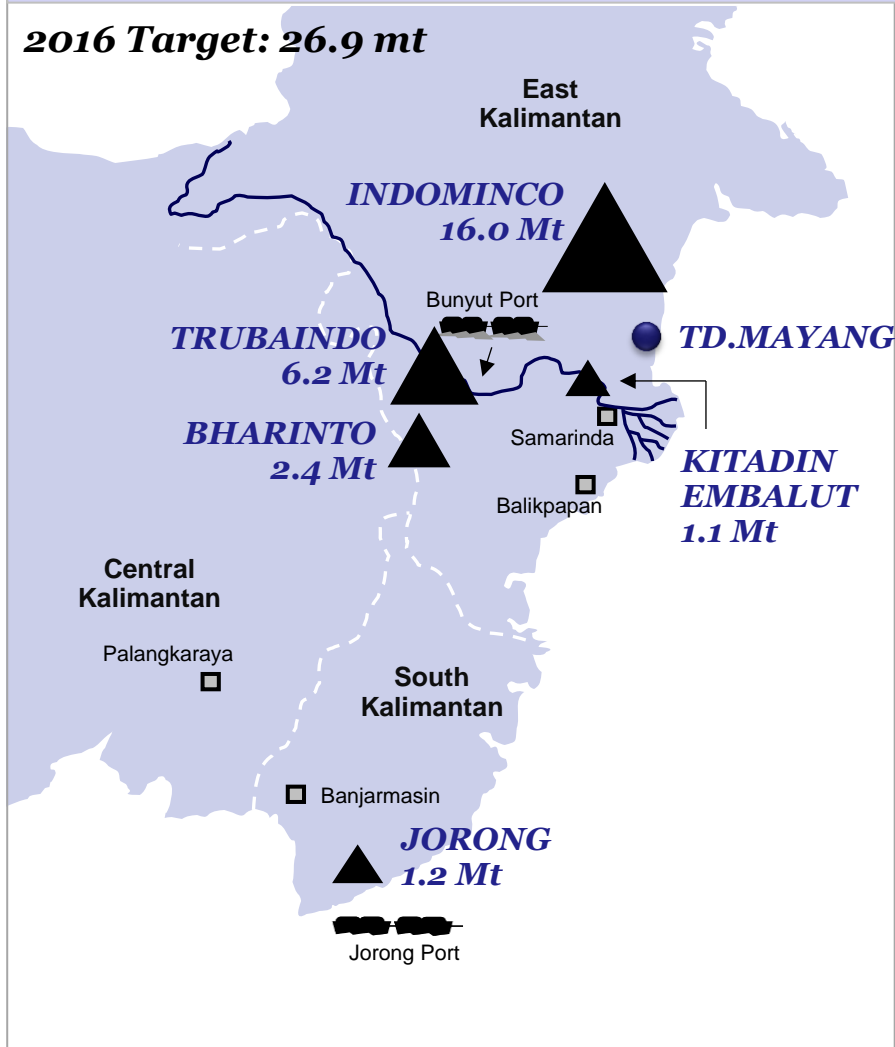 2016 Target: 26.9 mt
East
Kalimantan
INDOMINCO
16.0 Mt
Bunyut Port
TRUBAINDO
6.2 Mt
TD.MAYANG
BHARINTO
2.4 Mt
Samarinda
KITADIN
EMBALUT
1.1 Mt
Balikpapan
Central
Kalimantan
Palangkaraya
South
Kalimantan
Banjarmasin
JORONG
1.2 Mt
Jorong Port